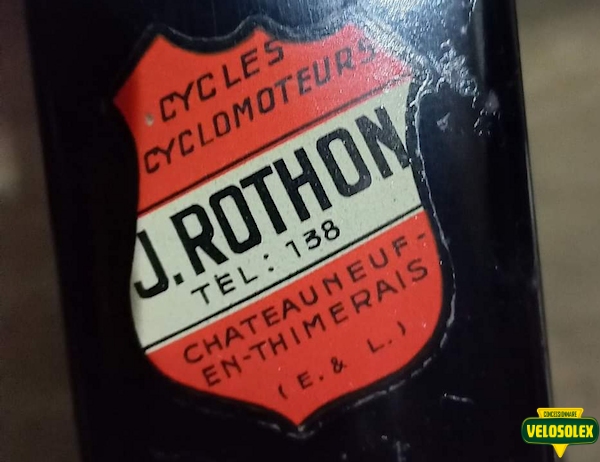 CYCLES
CYCLOMOTEURS
J.ROTHON
TEL: 138
CHATEAUNEUF-
EN-THIMERAIS
( E. & L. )
CONCESSIONNAIRE
VELOSOLEX